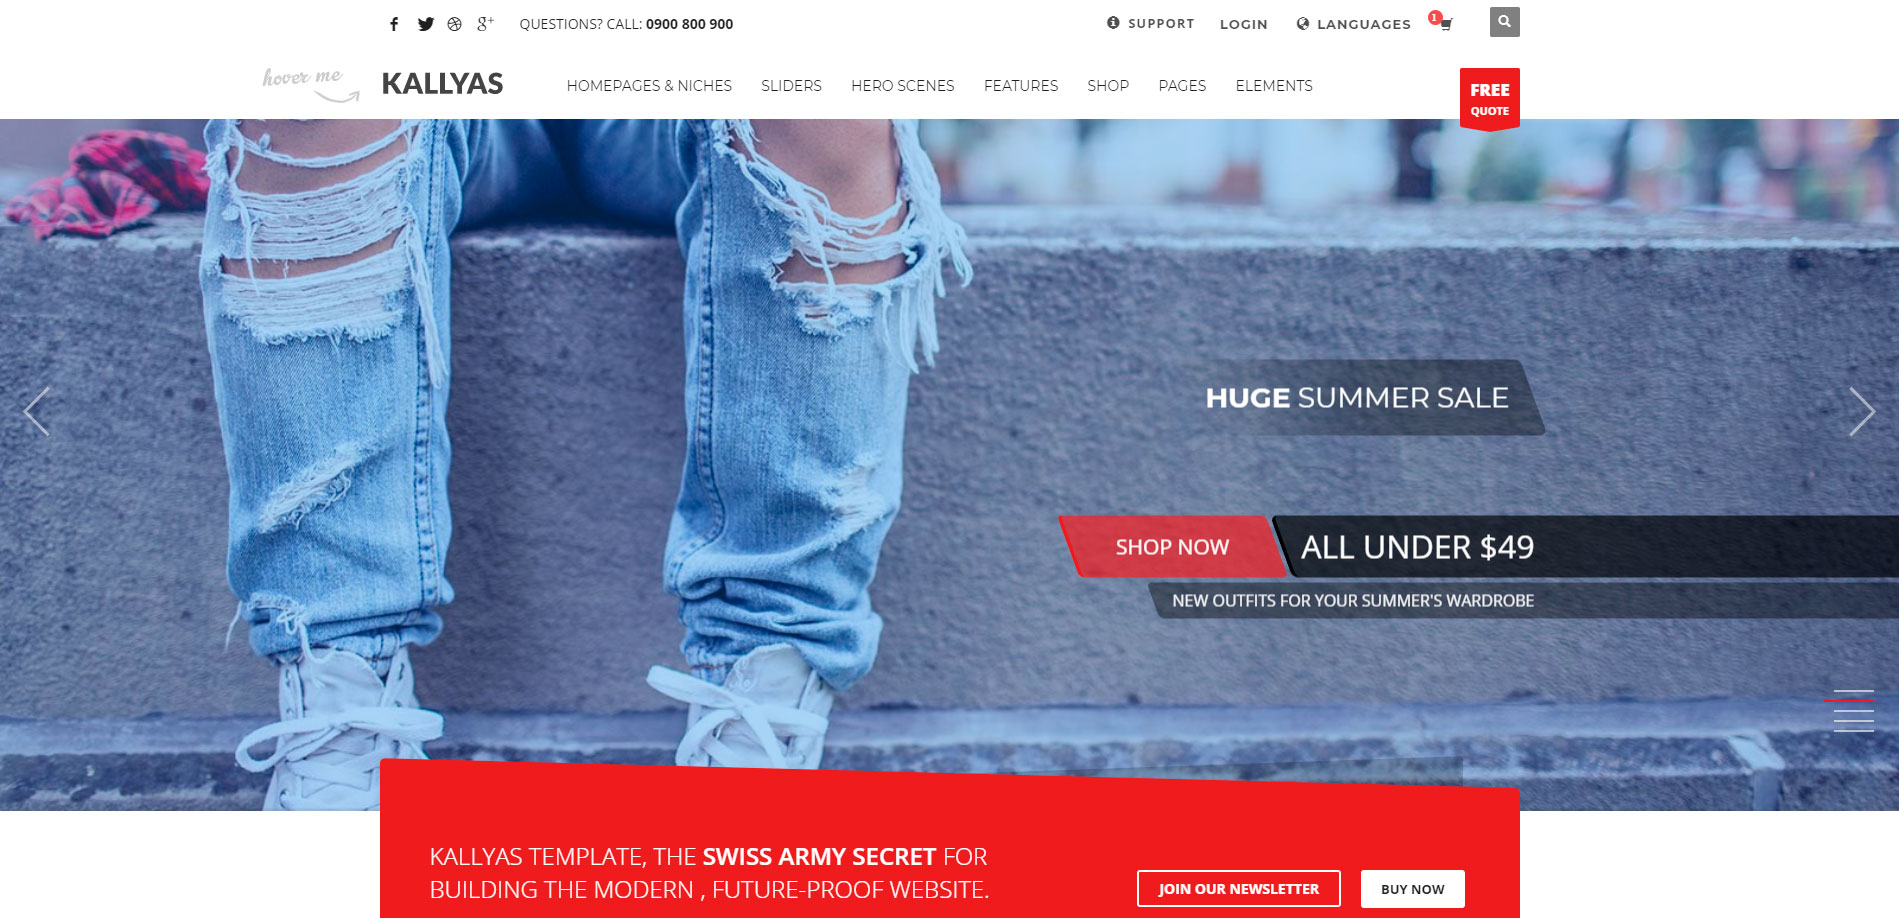 QUESTIONS? CALL: 0900 800 900
SUPPORT
LOGIN
LANGUAGES
1
hover me
KALLYAS
HOMEPAGES & NICHES
SLIDERS
HERO SCENES
FEATURES
SHOP
PAGES
ELEMENTS
FREE
QUOTE
HUGE SUMMER SALE
SHOP NOW
ALL UNDER $49
NEW OUTFITS FOR YOUR SUMMER'S WARDROBE
KALLYAS TEMPLATE, THE SWISS ARMY SECRET FOR
BUILDING THE MODERN , FUTURE-PROOF WEBSITE.
JOIN OUR NEWSLETTER
BUY NOW